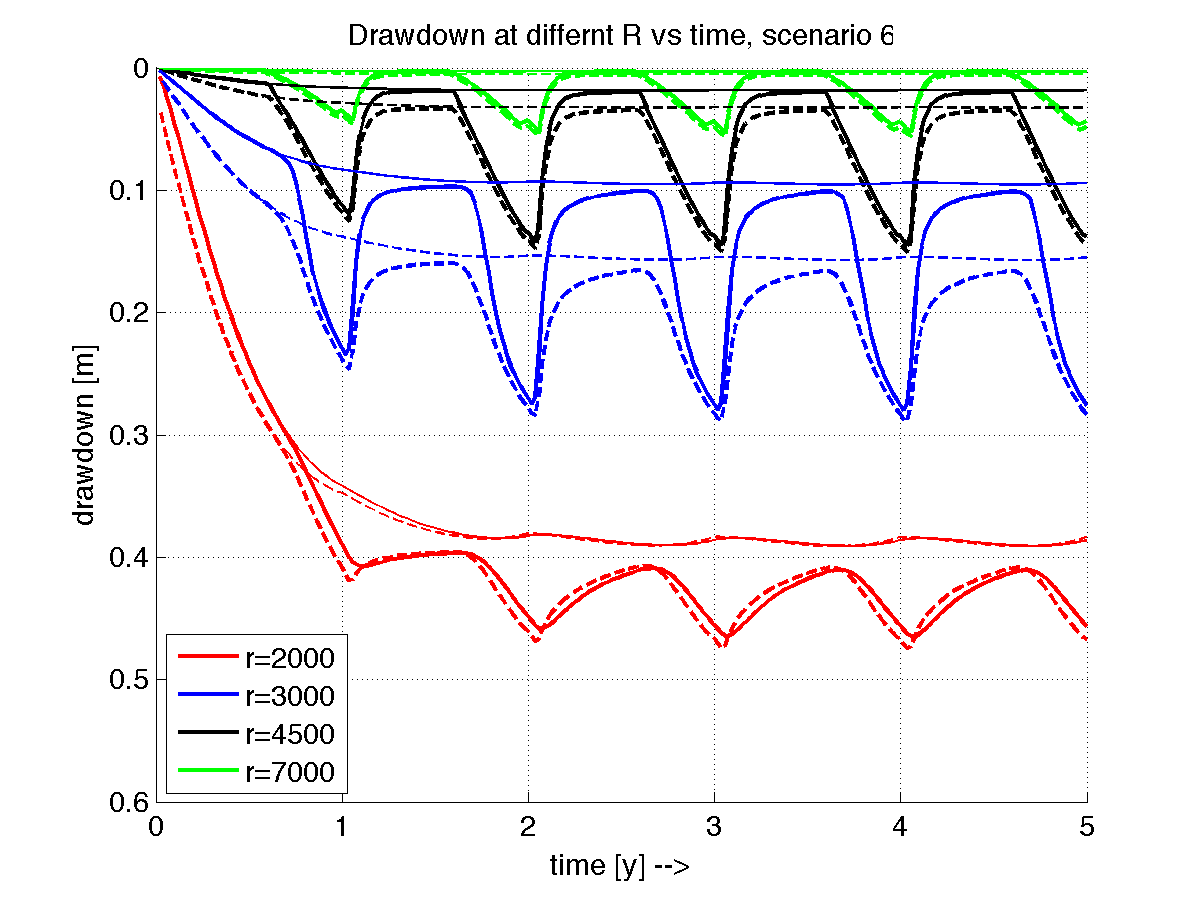 Drawdown at differnt R vs time, scenario 6
0
0.1
0.2
0.3
0.4
0.5
0.6
drawdown [m]
r=2000
r=3000
r=4500
r=7000
0 1 2 3 4 5
time [y] -->